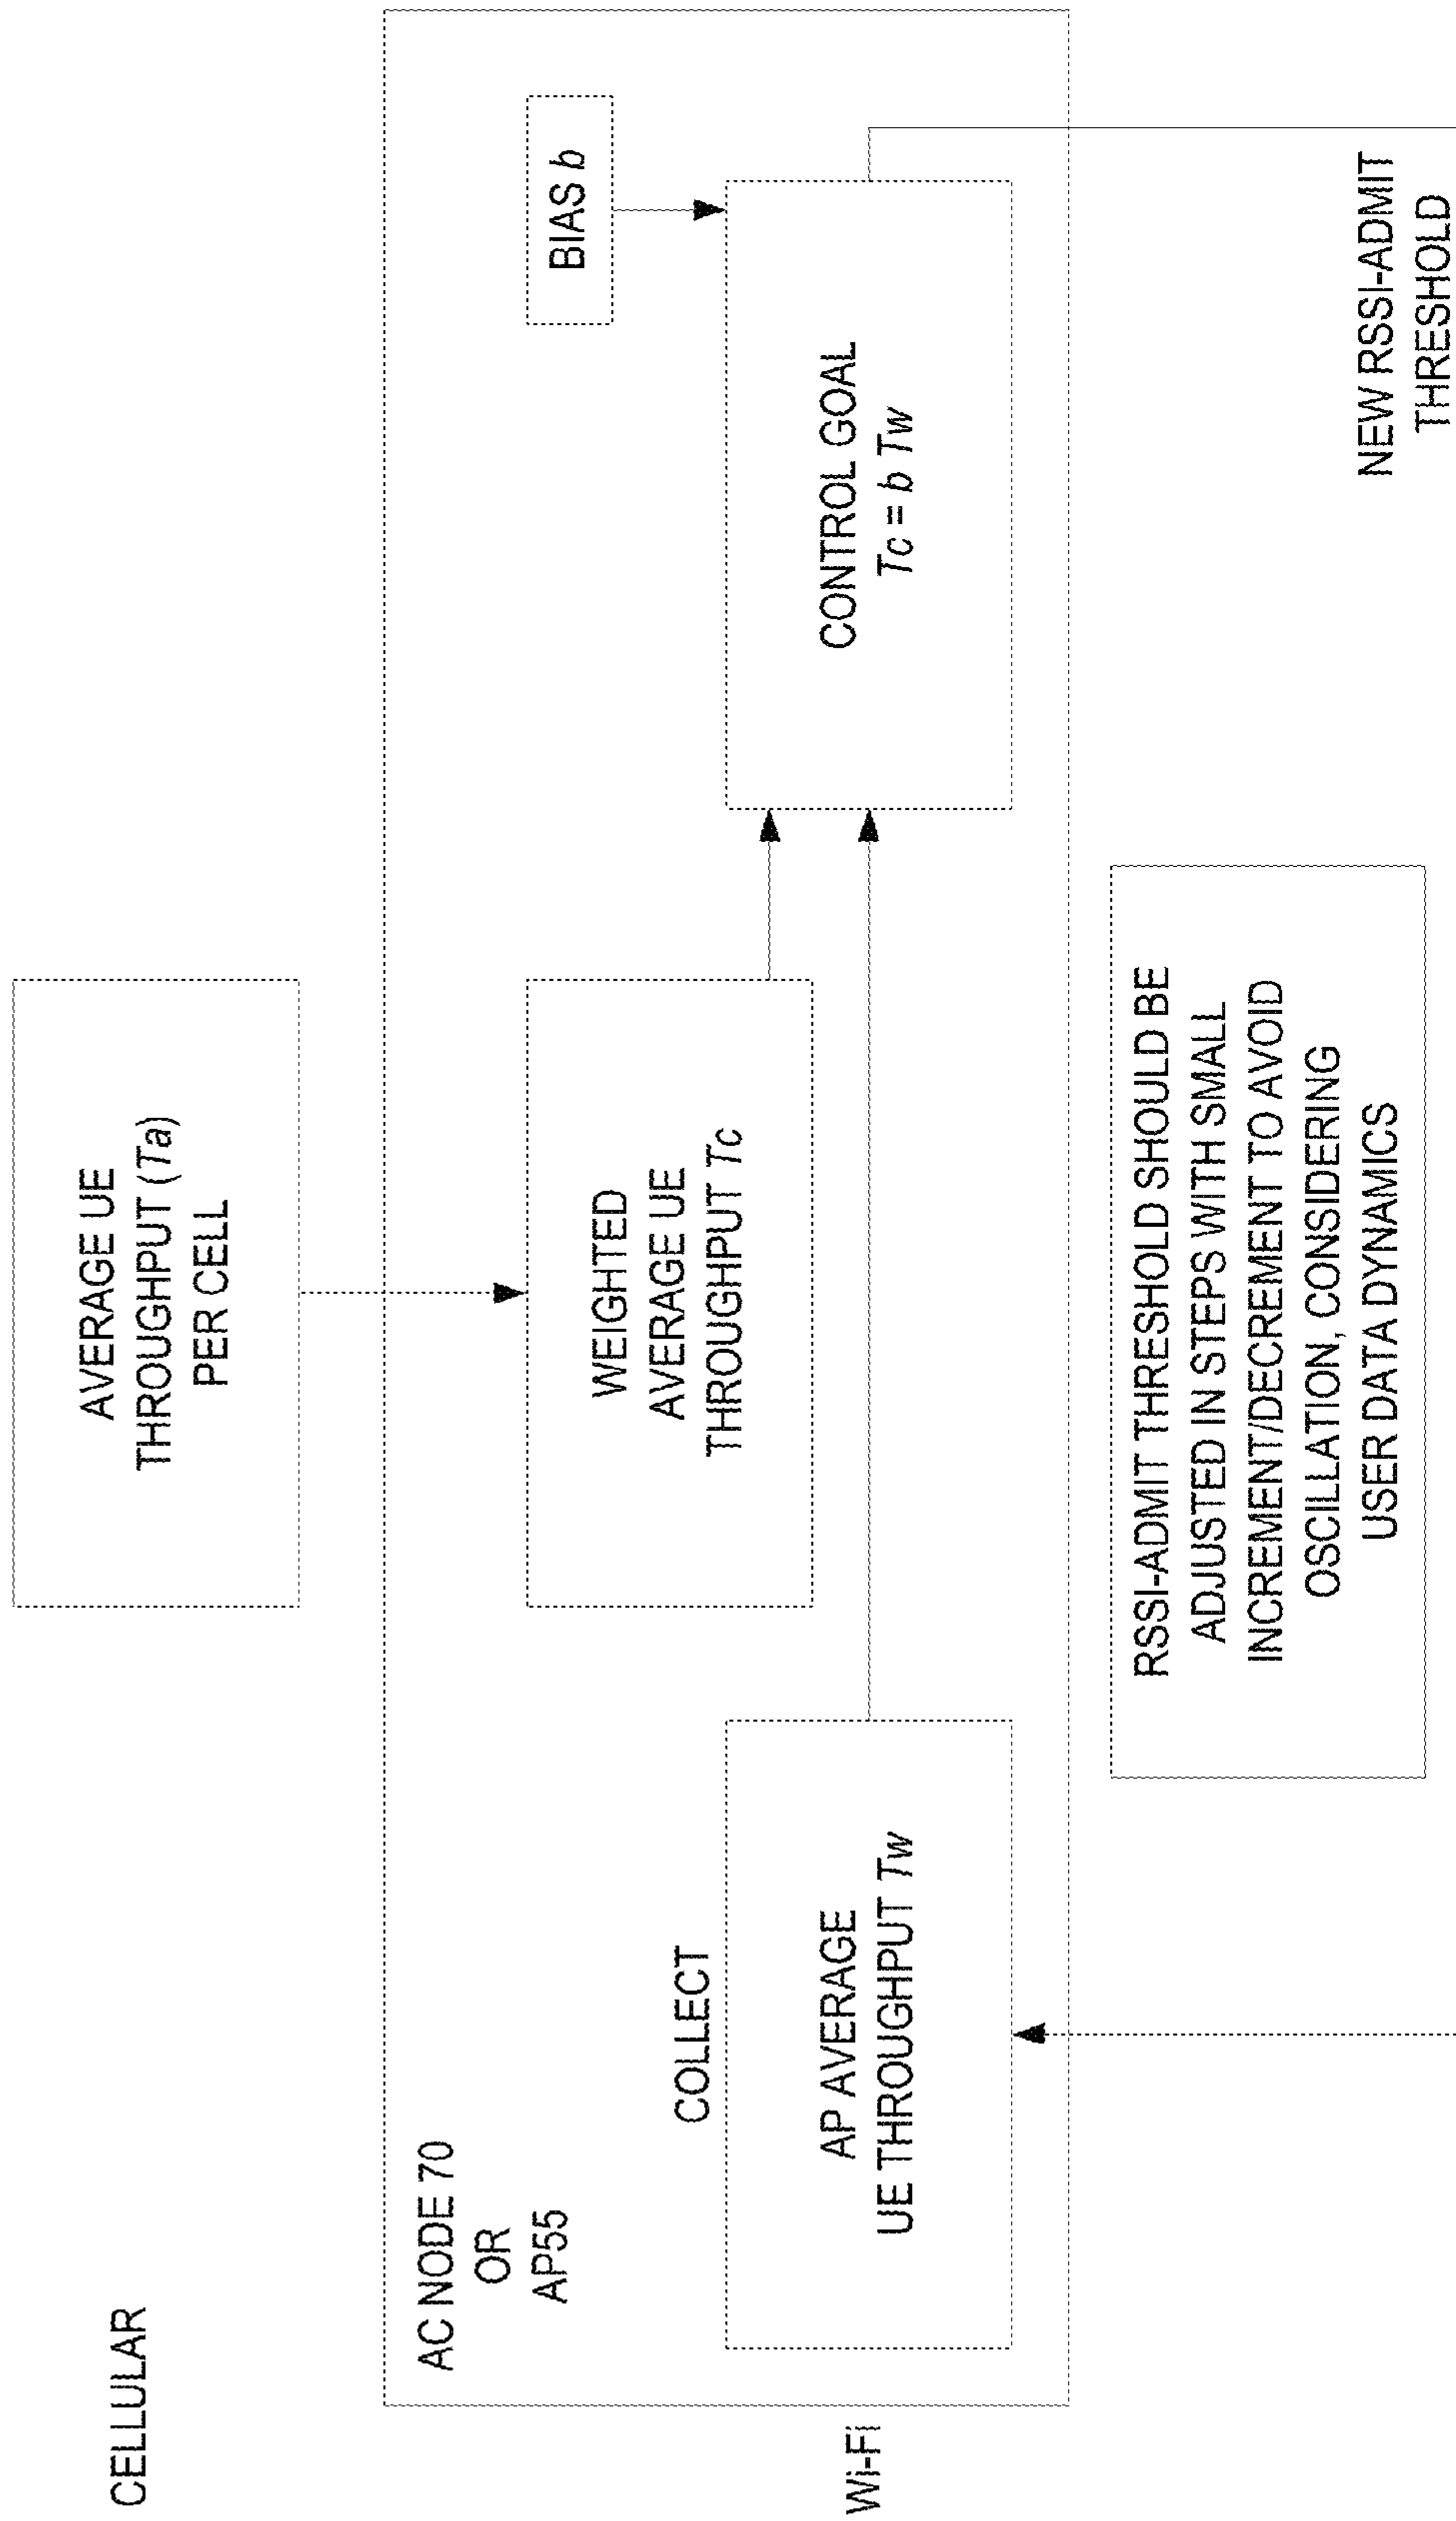 CELLULAR
AVERAGE UE
THROUGHPUT (Ta)
PER CELL
AC NODE 70
OR
AP55
WEIGHTED
AVERAGE UE
THROUGHPUT Tc
BIAS b
COLLECT
Wi-Fi
AP AVERAGE
UE THROUGHPUT Tw
CONTROL GOAL
Tc = b Tw
RSSI-ADMIT THRESHOLD SHOULD BE
ADJUSTED IN STEPS WITH SMALL
INCREMENT/DECREMENT TO AVOID
OSCILLATION, CONSIDERING
USER DATA DYNAMICS
NEW RSSI-ADMIT
THRESHOLD